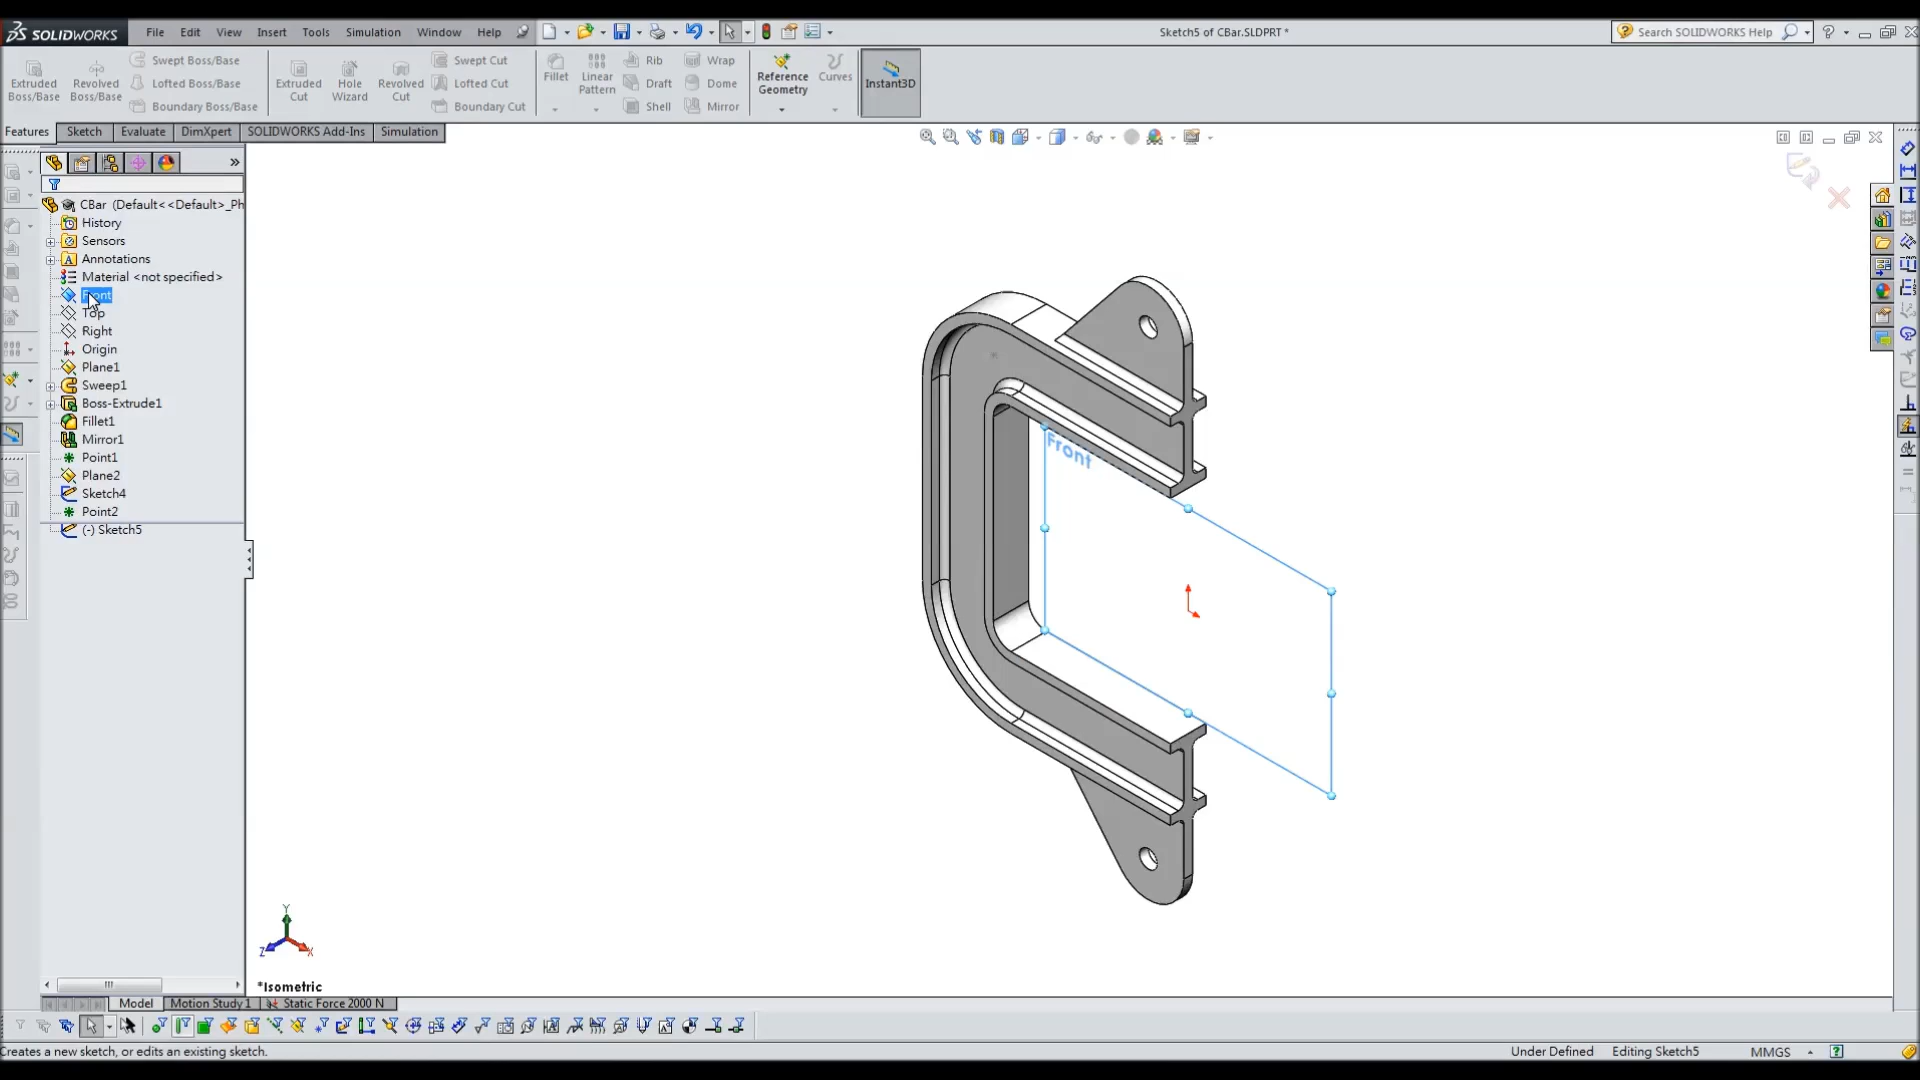 SOLIDWORKS File Edit View Insert Tools Simulation Window Help Sketch5 of CBar.SLDPRT * Search SOLIDWORKS Help
Extruded Boss/Base
Revolved Boss/Base
Swept Boss/Base
Lofted Boss/Base
Boundary Boss/Base
Extruded Cut
Hole Wizard
Revolved Cut
Swept Cut
Lofted Cut
Boundary Cut
Fillet
Linear Pattern
Rib
Draft
Shell
Wrap
Dome
Mirror
Reference Geometry
Curves
Instant3D
Features Sketch Evaluate DimXpert SOLIDWORKS Add-Ins Simulation
CBar (Default<<Default>_Ph
History
Sensors
Annotations
Material <not specified>
Front
Top
Right
Origin
Plane1
Sweep1
Boss-Extrude1
Fillet1
Mirror1
Point1
Plane2
Sketch4
Point2
(-) Sketch5
Front
Y
Z X
*Isometric
Model Motion Study 1 Static Force 2000 N
Creates a new sketch, or edits an existing sketch. Under Defined Editing Sketch5 MMGS